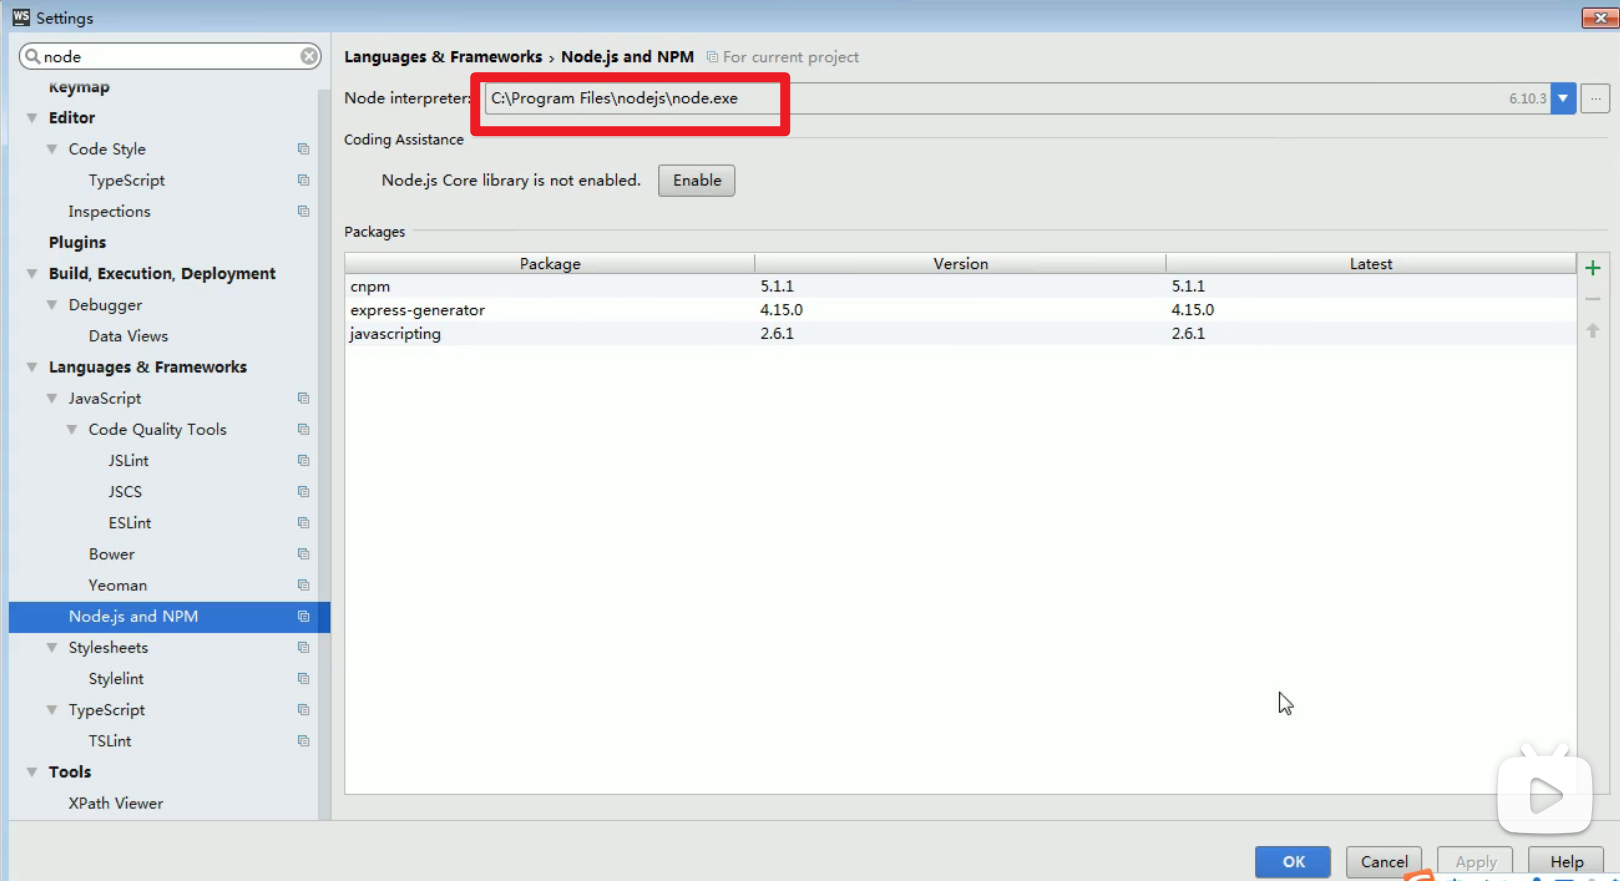 WS Settings
node
Keymap
Editor
Code Style
TypeScript
Inspections
Plugins
Build, Execution, Deployment
Debugger
Data Views
Languages & Frameworks
JavaScript
Code Quality Tools
JSLint
JSCS
ESLint
Bower
Yeoman
Node.js and NPM
Stylesheets
Stylelint
TypeScript
TSLint
Tools
XPath Viewer
Languages & Frameworks › Node.js and NPM For current project
Node interpreter: C:\Program Files\nodejs\node.exe 6.10.3 ...
Coding Assistance
Node.js Core library is not enabled. Enable
Packages
Package Version Latest
cnpm 5.1.1 5.1.1
express-generator 4.15.0 4.15.0
javascripting 2.6.1 2.6.1
OK Cancel Apply Help